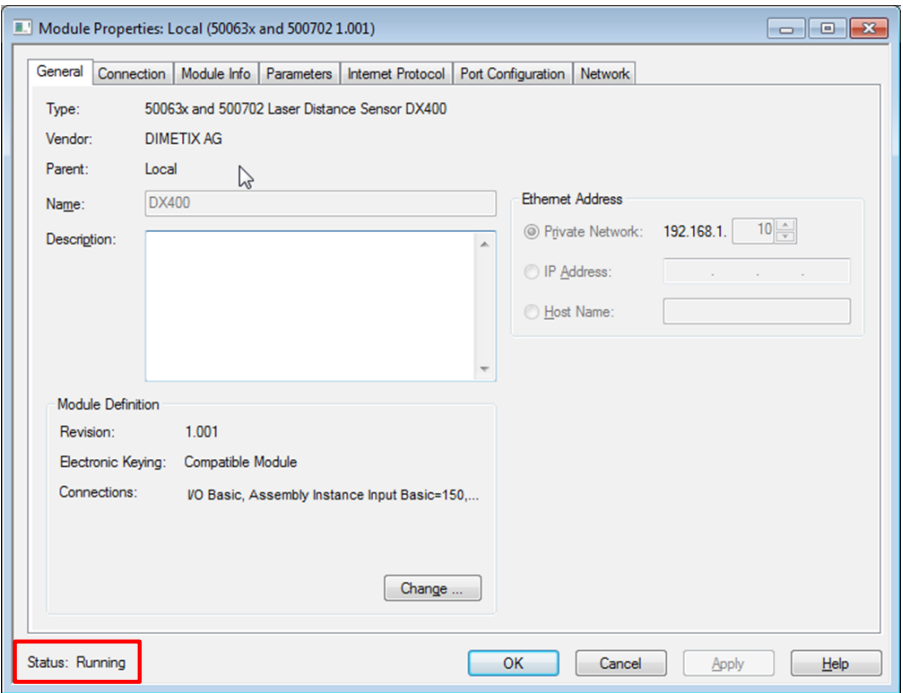 Module Properties: Local (50063x and 500702 1.001)
General Connection Module Info Parameters Internet Protocol Port Configuration Network
Type: 50063x and 500702 Laser Distance Sensor DX400
Vendor: DIMETIX AG
Parent: Local
Name: DX400
Description:
Ethernet Address
Private Network: 192.168.1. 10
IP Address: . . .
Host Name:
Module Definition
Revision: 1.001
Electronic Keying: Compatible Module
Connections: I/O Basic, Assembly Instance Input Basic=150,...
Change ...
Status: Running
OK Cancel Apply Help